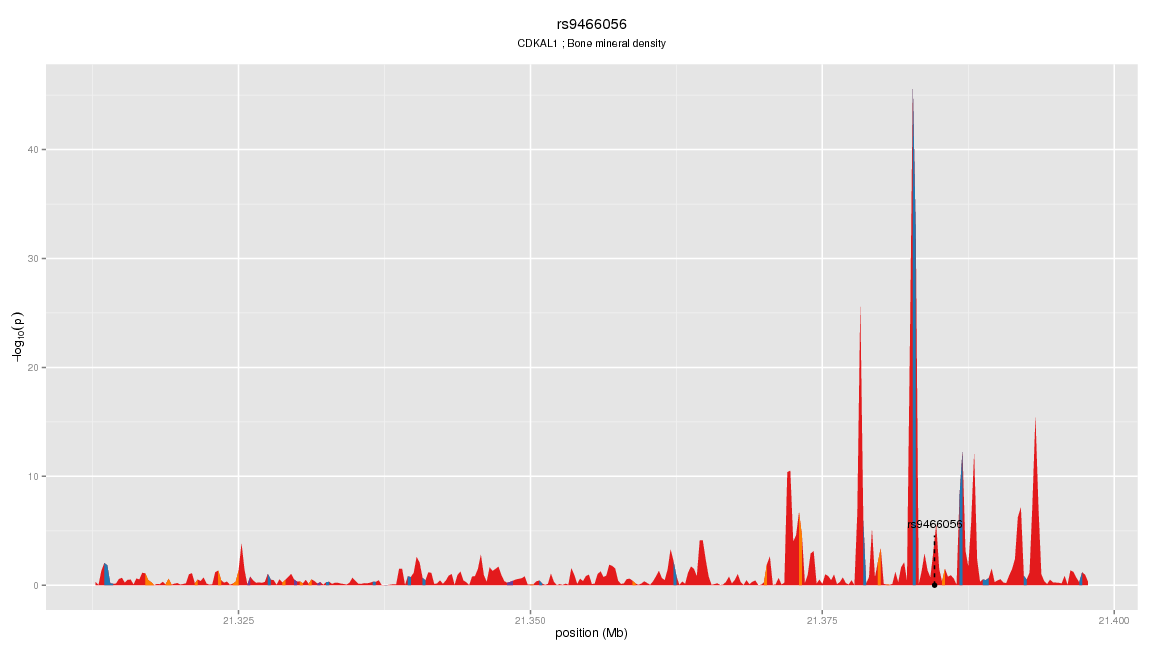 rs9466056
CDKAL1 ; Bone mineral density
−log10(p)
40
30
20
10
0
rs9466056
21.325
21.350
21.375
21.400
position (Mb)